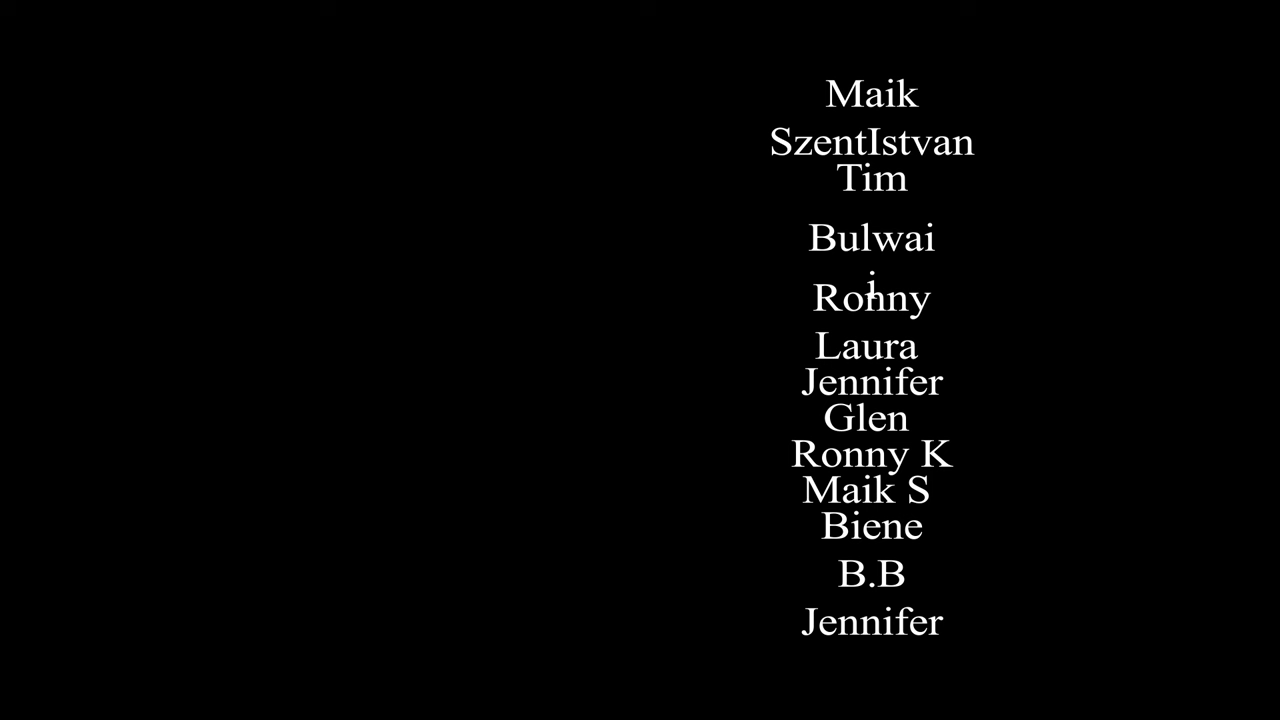 Maik
SzentIstvan
Tim
Bulwai
i
Ronny
Laura
Jennifer
Glen
Ronny K
Maik S
Biene
B.B
Jennifer